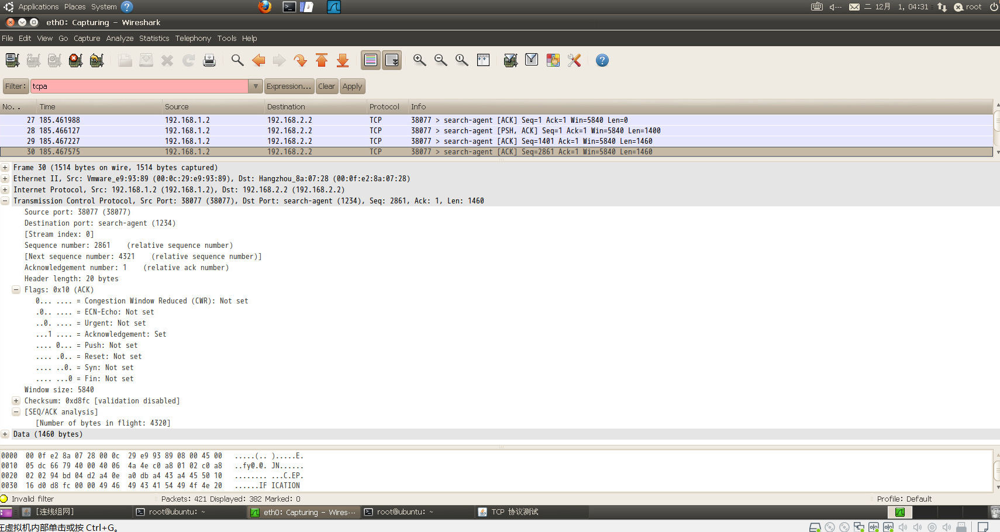 Applications Places System 二 12月 1, 04:31 root
eth0: Capturing - Wireshark
File Edit View Go Capture Analyze Statistics Telephony Tools Help
Filter: tcpa Expression... Clear Apply
No. . Time Source Destination Protocol Info
27 185.461988 192.168.1.2 192.168.2.2 TCP 38077 > search-agent [ACK] Seq=1 Ack=1 Win=5840 Len=0
28 185.466127 192.168.1.2 192.168.2.2 TCP 38077 > search-agent [PSH, ACK] Seq=1 Ack=1 Win=5840 Len=1400
29 185.467227 192.168.1.2 192.168.2.2 TCP 38077 > search-agent [ACK] Seq=1401 Ack=1 Win=5840 Len=1460
30 185.467575 192.168.1.2 192.168.2.2 TCP 38077 > search-agent [ACK] Seq=2861 Ack=1 Win=5840 Len=1460
Frame 30 (1514 bytes on wire, 1514 bytes captured)
Ethernet II, Src: Vmware_e9:93:89 (00:0c:29:e9:93:89), Dst: Hangzhou_8a:07:28 (00:0f:e2:8a:07:28)
Internet Protocol, Src: 192.168.1.2 (192.168.1.2), Dst: 192.168.2.2 (192.168.2.2)
Transmission Control Protocol, Src Port: 38077 (38077), Dst Port: search-agent (1234), Seq: 2861, Ack: 1, Len: 1460
Source port: 38077 (38077)
Destination port: search-agent (1234)
[Stream index: 0]
Sequence number: 2861 (relative sequence number)
[Next sequence number: 4321 (relative sequence number)]
Acknowledgement number: 1 (relative ack number)
Header length: 20 bytes
Flags: 0x10 (ACK)
0... .... = Congestion Window Reduced (CWR): Not set
.0.. .... = ECN-Echo: Not set
..0. .... = Urgent: Not set
...1 .... = Acknowledgement: Set
.... 0... = Push: Not set
.... .0.. = Reset: Not set
.... ..0. = Syn: Not set
.... ...0 = Fin: Not set
Window size: 5840
Checksum: 0xd8fc [validation disabled]
[SEQ/ACK analysis]
[Number of bytes in flight: 4320]
Data (1460 bytes)
0000 00 0f e2 8a 07 28 00 0c 29 e9 93 89 08 00 45 00 .....(.. ).....E.
0010 05 dc 66 79 40 00 40 06 4a 4e c0 a8 01 02 c0 a8 ..fy@.@. JN......
0020 02 02 94 bd 04 d2 a4 0e a0 db a4 43 a4 45 50 10 ........ ...C.EP.
0030 16 d0 d8 fc 00 00 49 46 49 43 41 54 49 4f 4e 20 ......IF ICATION
Invalid filter Packets: 421 Displayed: 382 Marked: 0 Profile: Default
[连线组网] root@ubuntu: ~ eth0: Capturing - Wires... root@ubuntu: ~ TCP 协议测试
在虚拟机内部单击或按 Ctrl+G。